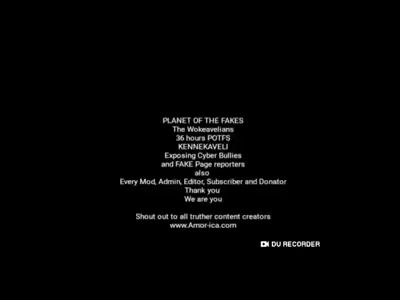 PLANET OF THE FAKES
The Wokeavelians
36 hours POTFS
KENNEKAVELI
Exposing Cyber Bullies
and FAKE Page reporters
also
Every Mod, Admin, Editor, Subscriber and Donator
Thank you
We are you
Shout out to all truther content creators
www.Amor-ica.com
DU RECORDER